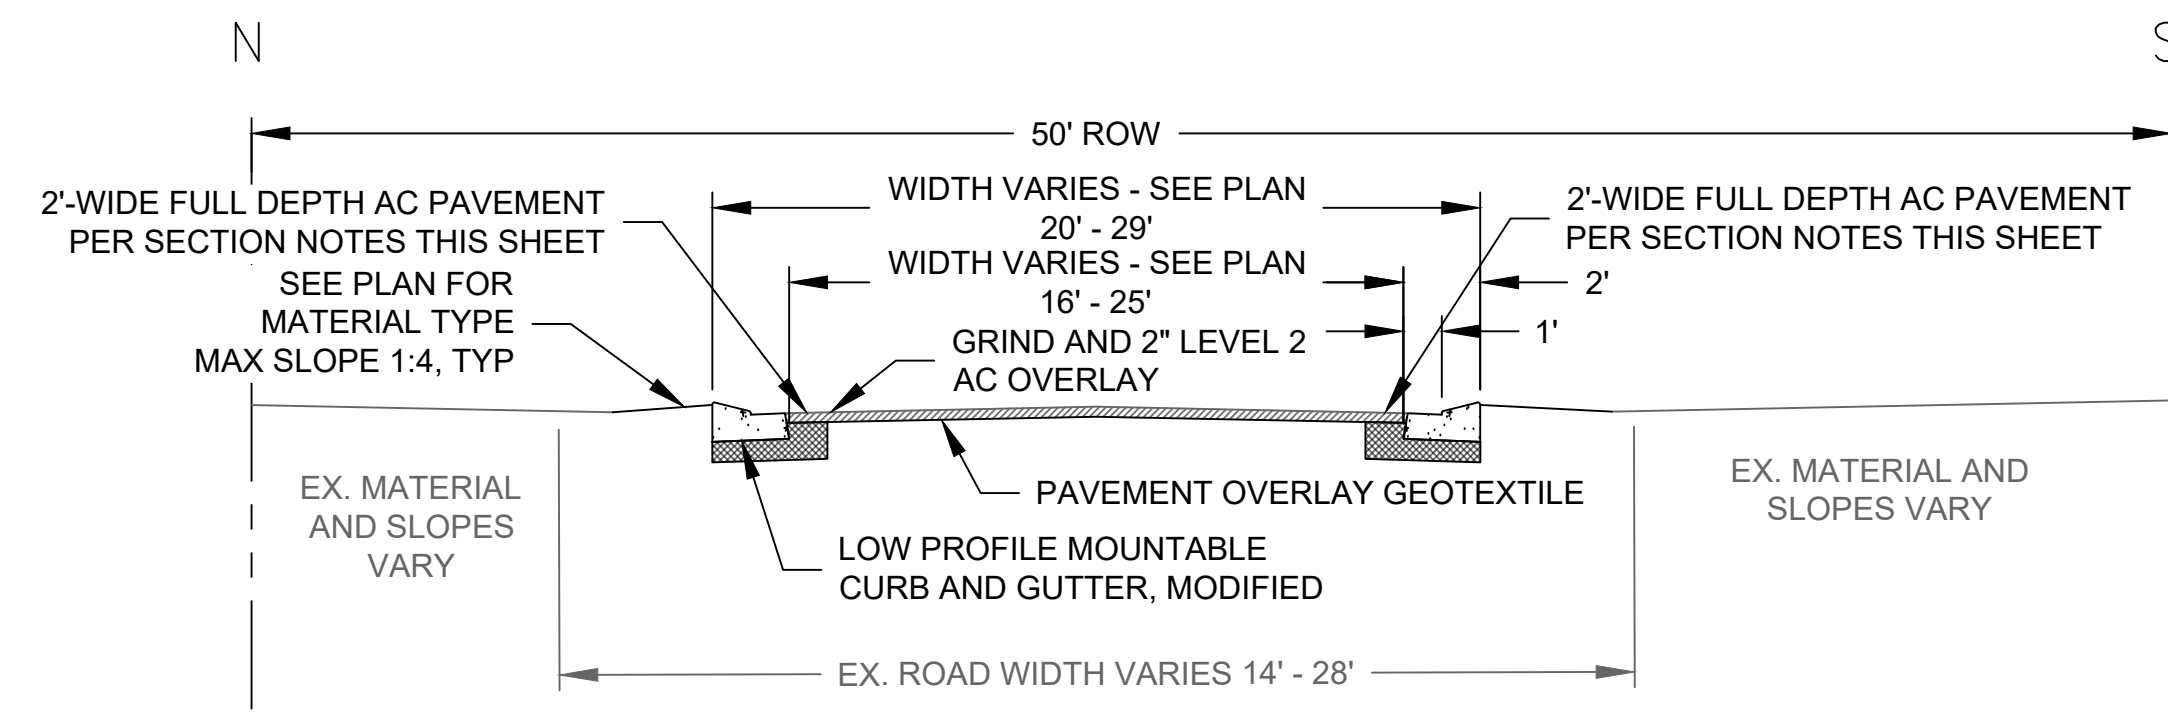 N
S
50' ROW
2'-WIDE FULL DEPTH AC PAVEMENT
PER SECTION NOTES THIS SHEET
SEE PLAN FOR
MATERIAL TYPE
MAX SLOPE 1:4, TYP
WIDTH VARIES - SEE PLAN
20' - 29'
WIDTH VARIES - SEE PLAN
16' - 25'
GRIND AND 2" LEVEL 2
AC OVERLAY
2'-WIDE FULL DEPTH AC PAVEMENT
PER SECTION NOTES THIS SHEET
2'
1'
EX. MATERIAL
AND SLOPES
VARY
PAVEMENT OVERLAY GEOTEXTILE
LOW PROFILE MOUNTABLE
CURB AND GUTTER, MODIFIED
EX. MATERIAL AND
SLOPES VARY
EX. ROAD WIDTH VARIES 14' - 28'